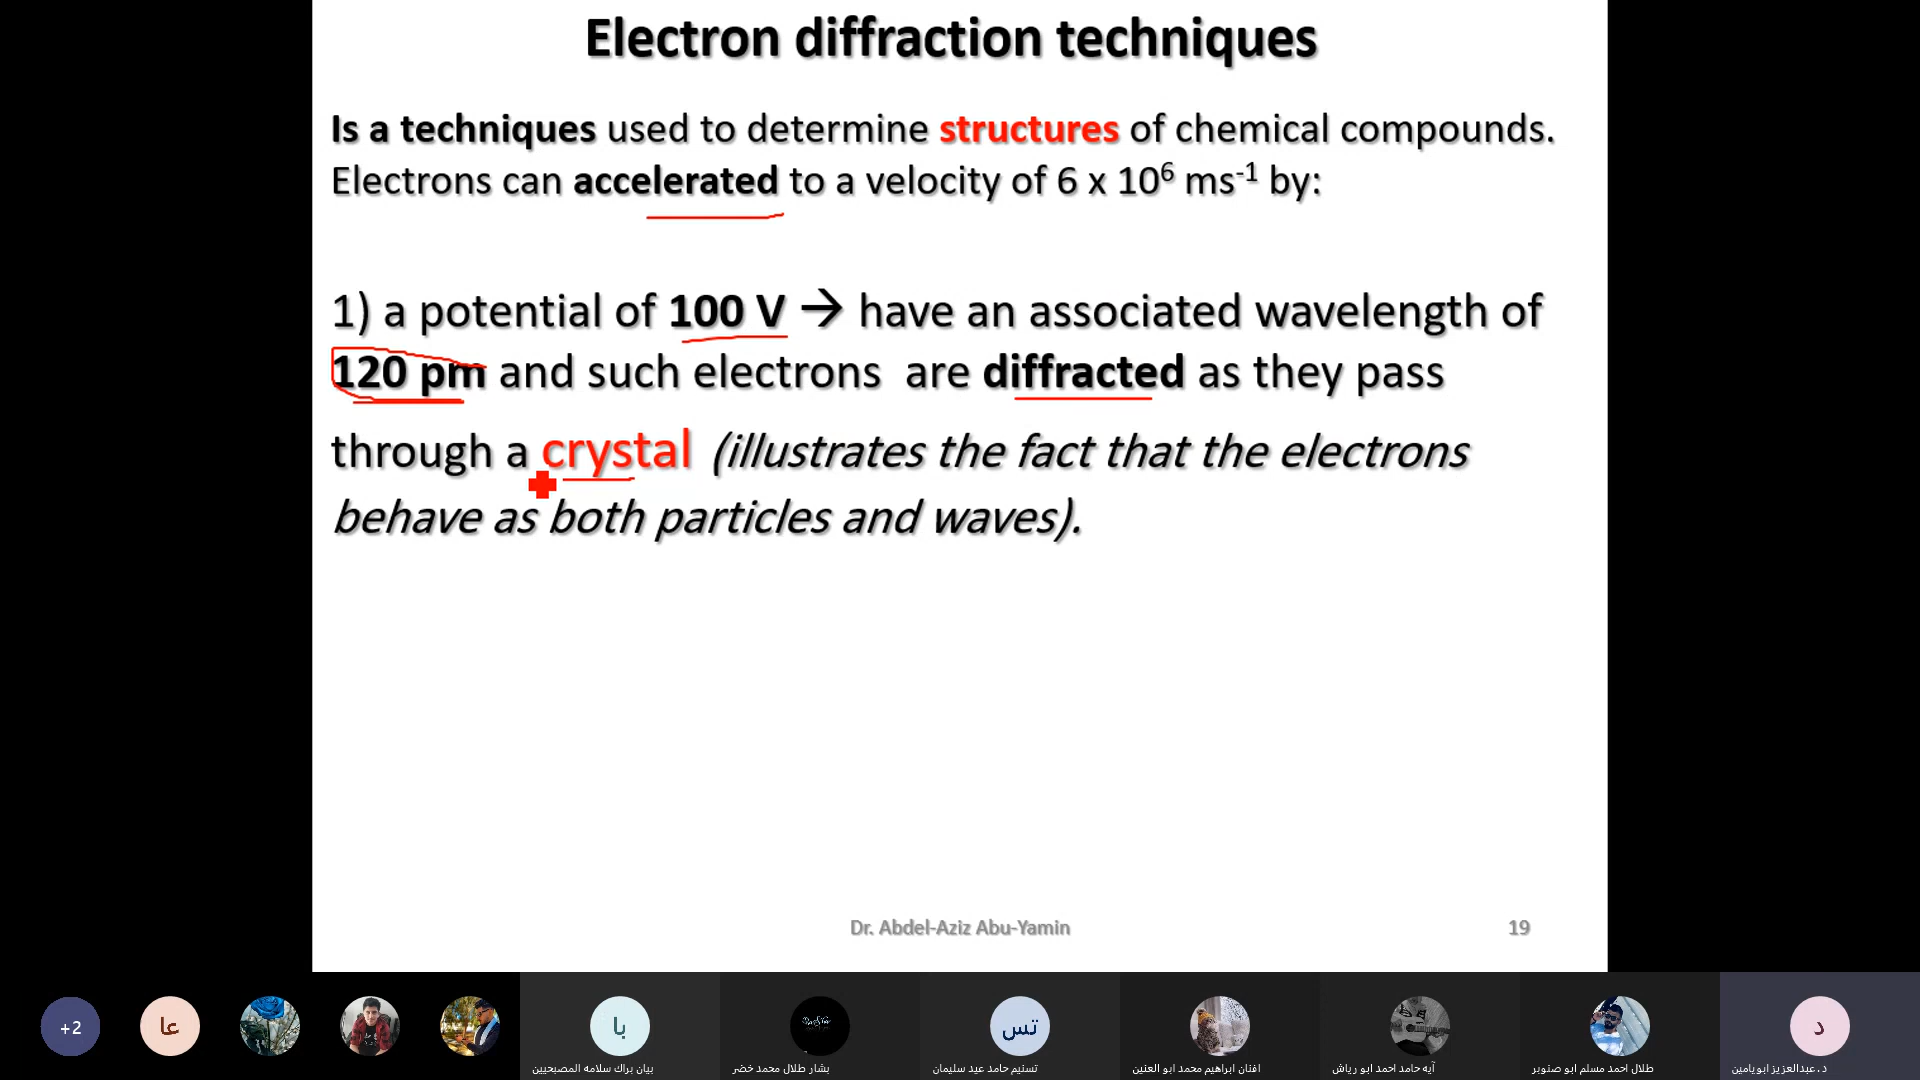 Electron diffraction techniques
Is a techniques used to determine structures of chemical compounds.
Electrons can accelerated to a velocity of 6 x 10⁶ ms⁻¹ by:
1) a potential of 100 V → have an associated wavelength of
120 pm and such electrons are diffracted as they pass
through a crystal (illustrates the fact that the electrons
behave as both particles and waves).
Dr. Abdel-Aziz Abu-Yamin
19
+2
عا
با
تس
د
بيان براك سلامه المصبحيين
بشار طلال محمد خضر
تسنيم حامد عيد سليمان
افنان ابراهيم محمد ابو العنين
آيه حامد احمد ابو رياش
طلال احمد مسلم ابو صنوبر
د.عبدالعزيز ابويامين